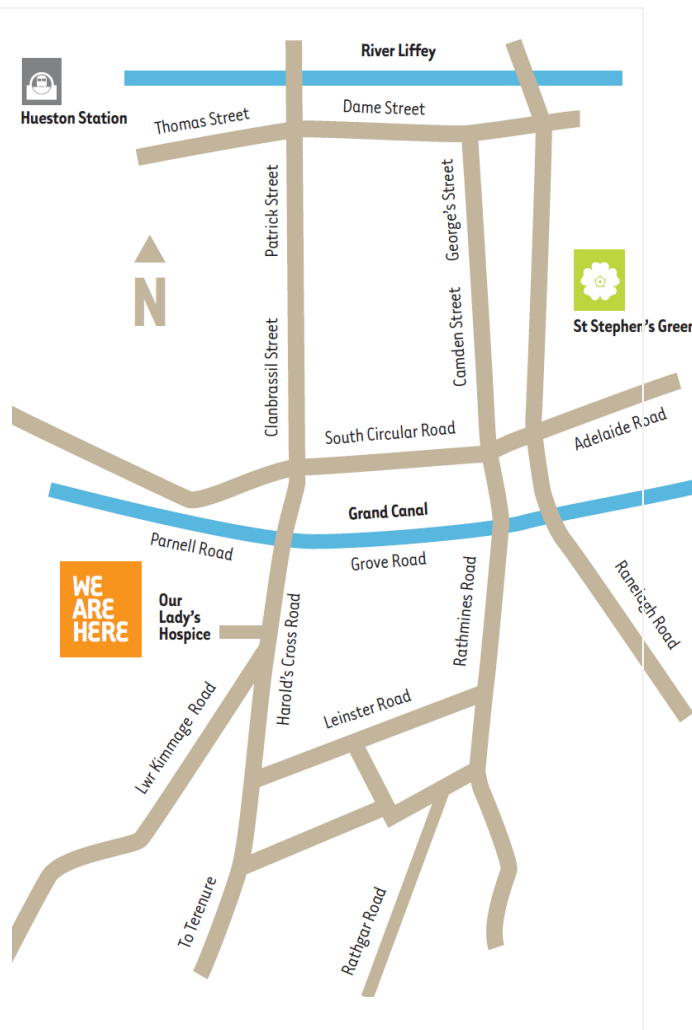 River Liffey
Hueston Station
Thomas Street
Dame Street
Patrick Street
George's Street
N
St Stephen's Green
Clanbrassil Street
Camden Street
South Circular Road
Adelaide Road
Grand Canal
Parnell Road
Grove Road
WE
ARE
HERE
Our
Lady's
Hospice
Harold's Cross Road
Rathmines Road
Ranelagh Road
Lwr Kimmage Road
Leinster Road
To Terenure
Rathgar Road